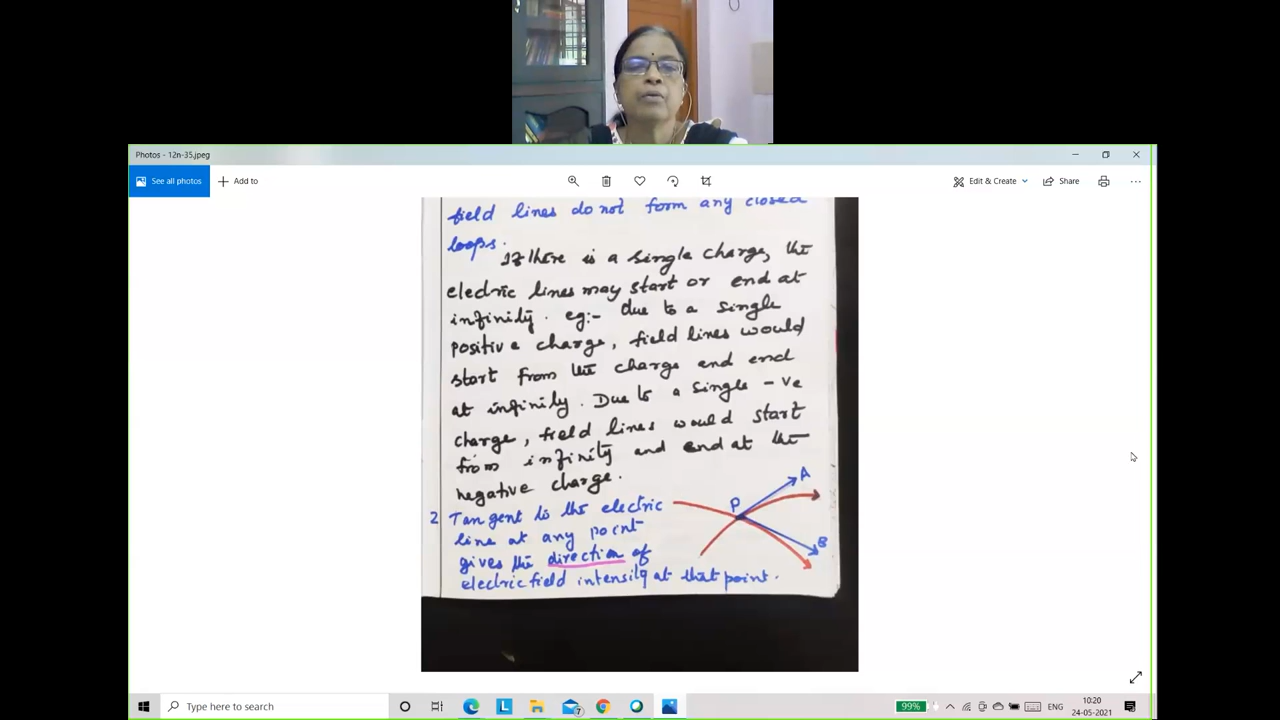 Photos - 12n-35.jpeg
See all photos
Add to
Edit & Create
Share
field lines do not form any closed
loops.
If there is a single charge, the
electric lines may start or end at
infinity. eg:- due to a single
positive charge, field lines would
start from the charge and end
at infinity. Due to a single -ve
charge, field lines would start
from infinity and end at the
negative charge.
2 Tangent to the electric
line at any point
gives the direction of
electric field intensity at that point.
P
A
B
Type here to search
L
7
99%
ENG
10:20
24-05-2021